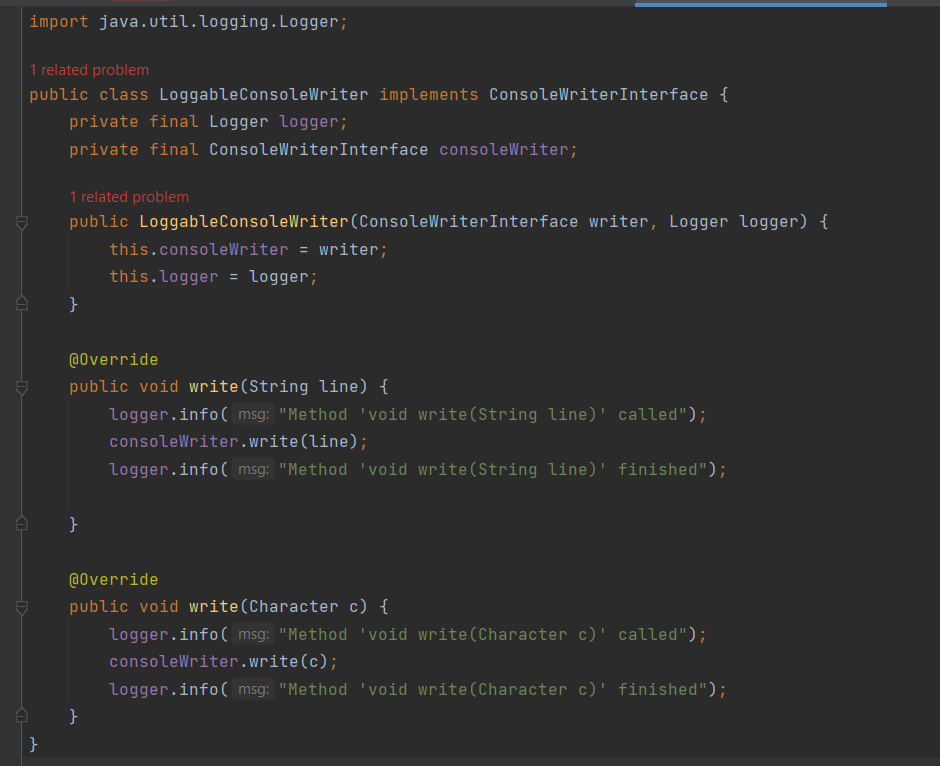 import java.util.logging.Logger;
1 related problem
public class LoggableConsoleWriter implements ConsoleWriterInterface {
private final Logger logger;
private final ConsoleWriterInterface consoleWriter;
1 related problem
public LoggableConsoleWriter(ConsoleWriterInterface writer, Logger logger) {
this.consoleWriter = writer;
this.logger = logger;
}
@Override
public void write(String line) {
logger.info( msg: "Method 'void write(String line)' called");
consoleWriter.write(line);
logger.info( msg: "Method 'void write(String line)' finished");
}
@Override
public void write(Character c) {
logger.info( msg: "Method 'void write(Character c)' called");
consoleWriter.write(c);
logger.info( msg: "Method 'void write(Character c)' finished");
}
}